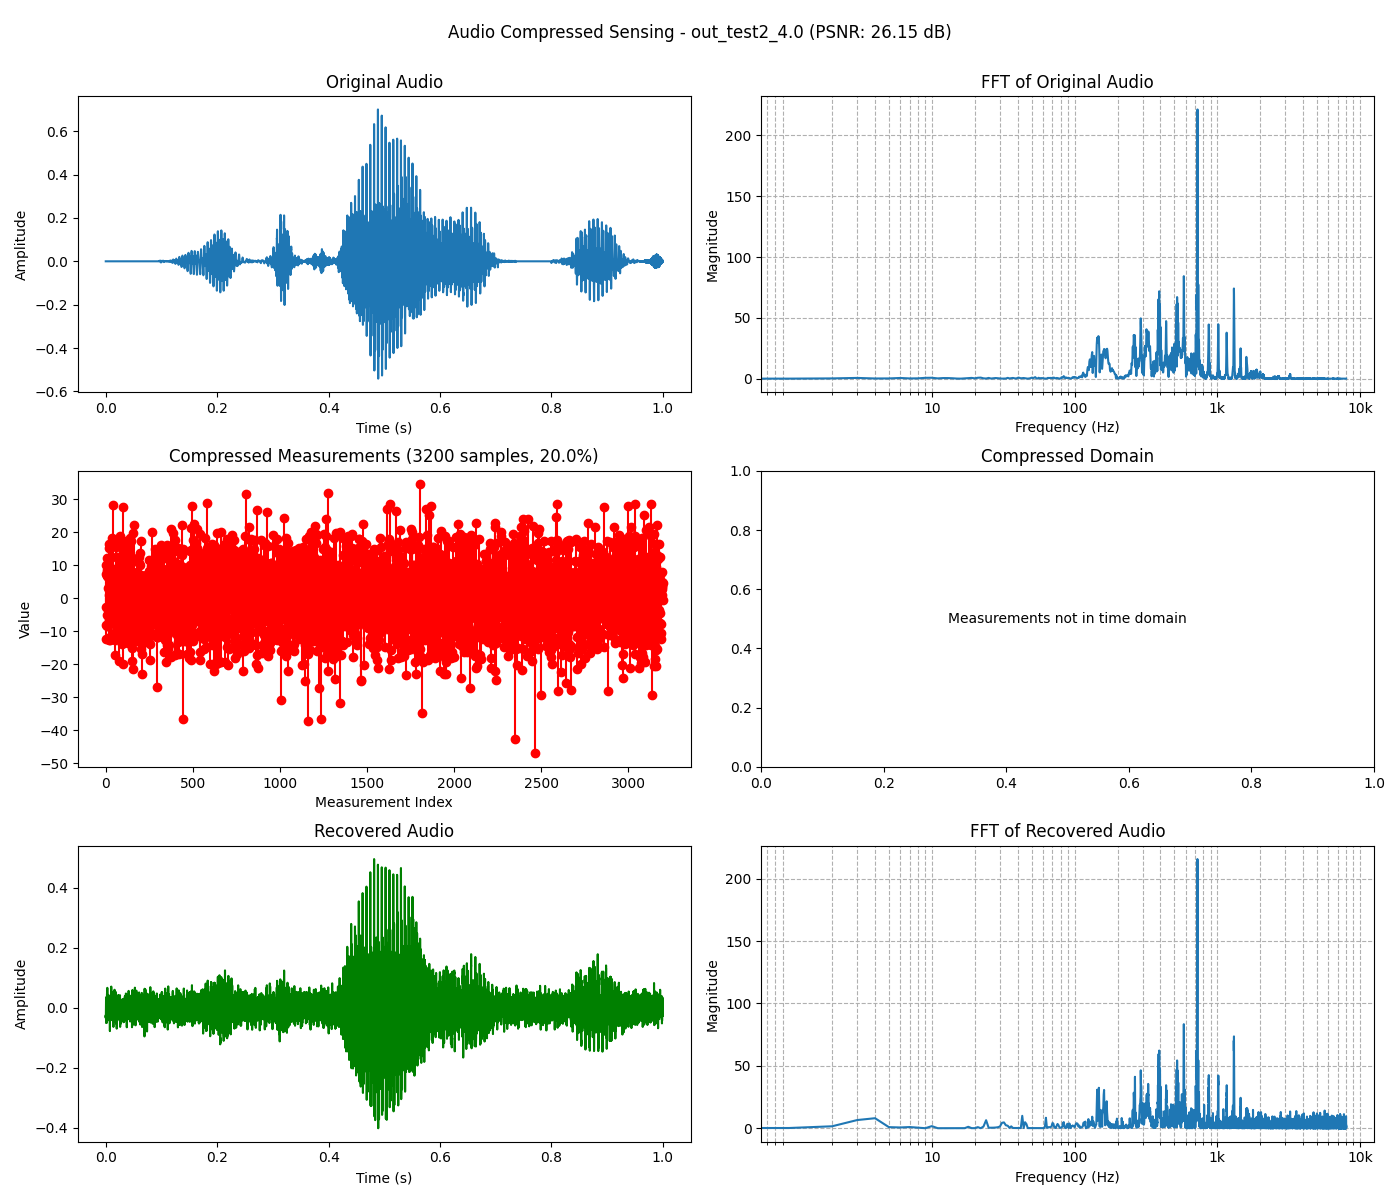 Audio Compressed Sensing - out_test2_4.0 (PSNR: 26.15 dB)
Original Audio
Amplitude
0.6
0.4
0.2
0.0
−0.2
−0.4
−0.6
0.0 0.2 0.4 0.6 0.8 1.0
Time (s)
FFT of Original Audio
Magnitude
200
150
100
50
0
10 100 1k 10k
Frequency (Hz)
Compressed Measurements (3200 samples, 20.0%)
Value
30
20
10
0
−10
−20
−30
−40
−50
0 500 1000 1500 2000 2500 3000
Measurement Index
Compressed Domain
1.0
0.8
0.6
0.4
0.2
0.0
Measurements not in time domain
0.0 0.2 0.4 0.6 0.8 1.0
Recovered Audio
Amplitude
0.4
0.2
0.0
−0.2
−0.4
0.0 0.2 0.4 0.6 0.8 1.0
Time (s)
FFT of Recovered Audio
Magnitude
200
150
100
50
0
10 100 1k 10k
Frequency (Hz)